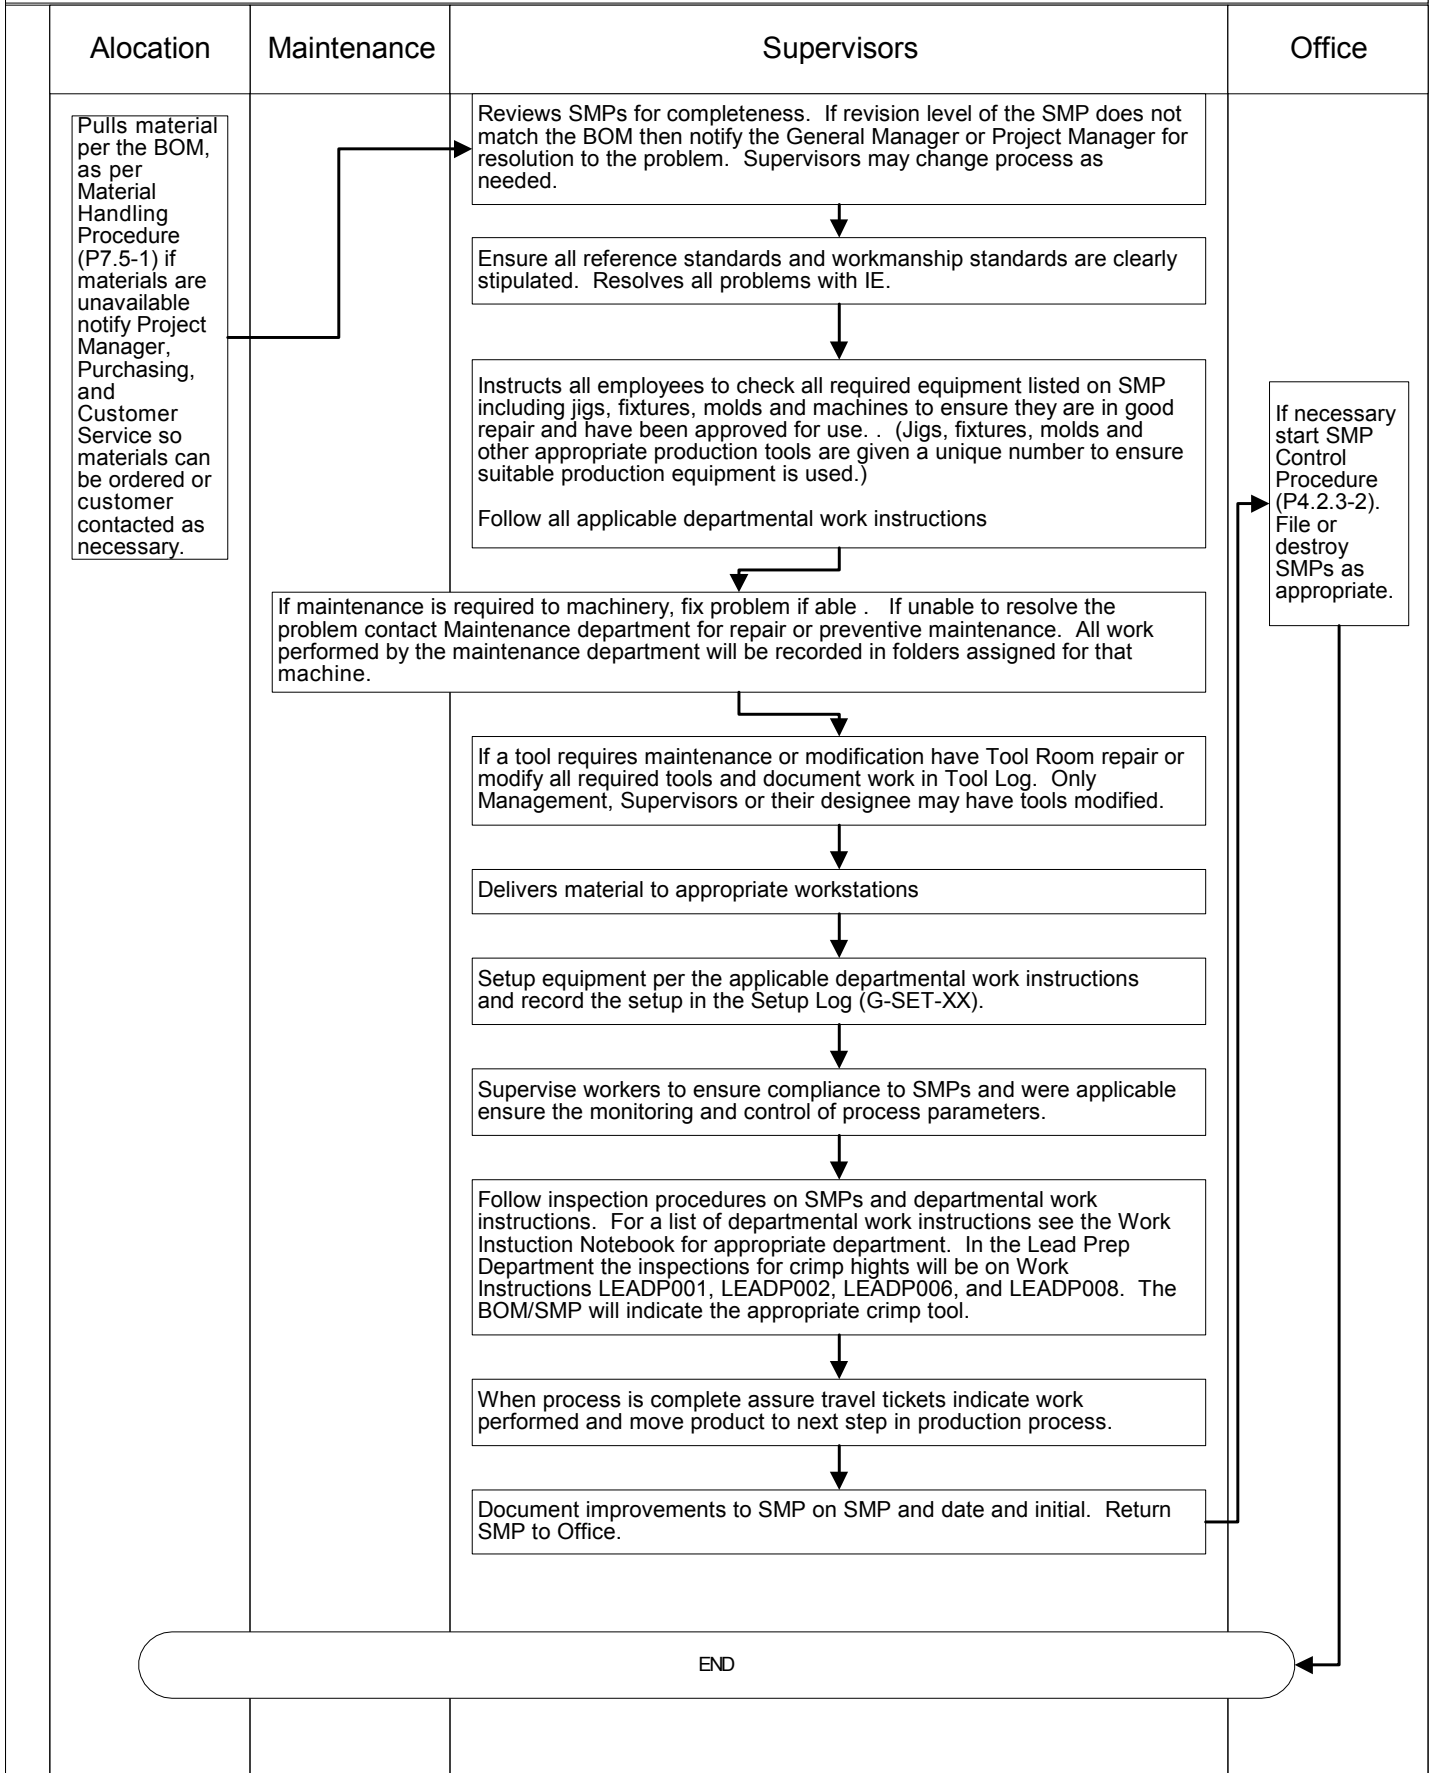 Alocation
Maintenance
Supervisors
Office
Pulls material
per the BOM,
as per
Material
Handling
Procedure
(P7.5-1) if
materials are
unavailable
notify Project
Manager,
Purchasing,
and
Customer
Service so
materials can
be ordered or
customer
contacted as
necessary.
Reviews SMPs for completeness.  If revision level of the SMP does not
match the BOM then notify the General Manager or Project Manager for
resolution to the problem.  Supervisors may change process as
needed.
Ensure all reference standards and workmanship standards are clearly
stipulated.  Resolves all problems with IE.
Instructs all employees to check all required equipment listed on SMP
including jigs, fixtures, molds and machines to ensure they are in good
repair and have been approved for use. .  (Jigs, fixtures, molds and
other appropriate production tools are given a unique number to ensure
suitable production equipment is used.)
Follow all applicable departmental work instructions
If maintenance is required to machinery, fix problem if able .   If unable to resolve the
problem contact Maintenance department for repair or preventive maintenance.  All work
performed by the maintenance department will be recorded in folders assigned for that
machine.
If a tool requires maintenance or modification have Tool Room repair or
modify all required tools and document work in Tool Log.  Only
Management, Supervisors or their designee may have tools modified.
Delivers material to appropriate workstations
Setup equipment per the applicable departmental work instructions
and record the setup in the Setup Log (G-SET-XX).
Supervise workers to ensure compliance to SMPs and were applicable
ensure the monitoring and control of process parameters.
Follow inspection procedures on SMPs and departmental work
instructions.  For a list of departmental work instructions see the Work
Instuction Notebook for appropriate department.  In the Lead Prep
Department the inspections for crimp hights will be on Work
Instructions LEADP001, LEADP002, LEADP006, and LEADP008.  The
BOM/SMP will indicate the appropriate crimp tool.
When process is complete assure travel tickets indicate work
performed and move product to next step in production process.
Document improvements to SMP on SMP and date and initial.  Return
SMP to Office.
If necessary
start SMP
Control
Procedure
(P4.2.3-2).
File or
destroy
SMPs as
appropriate.
END